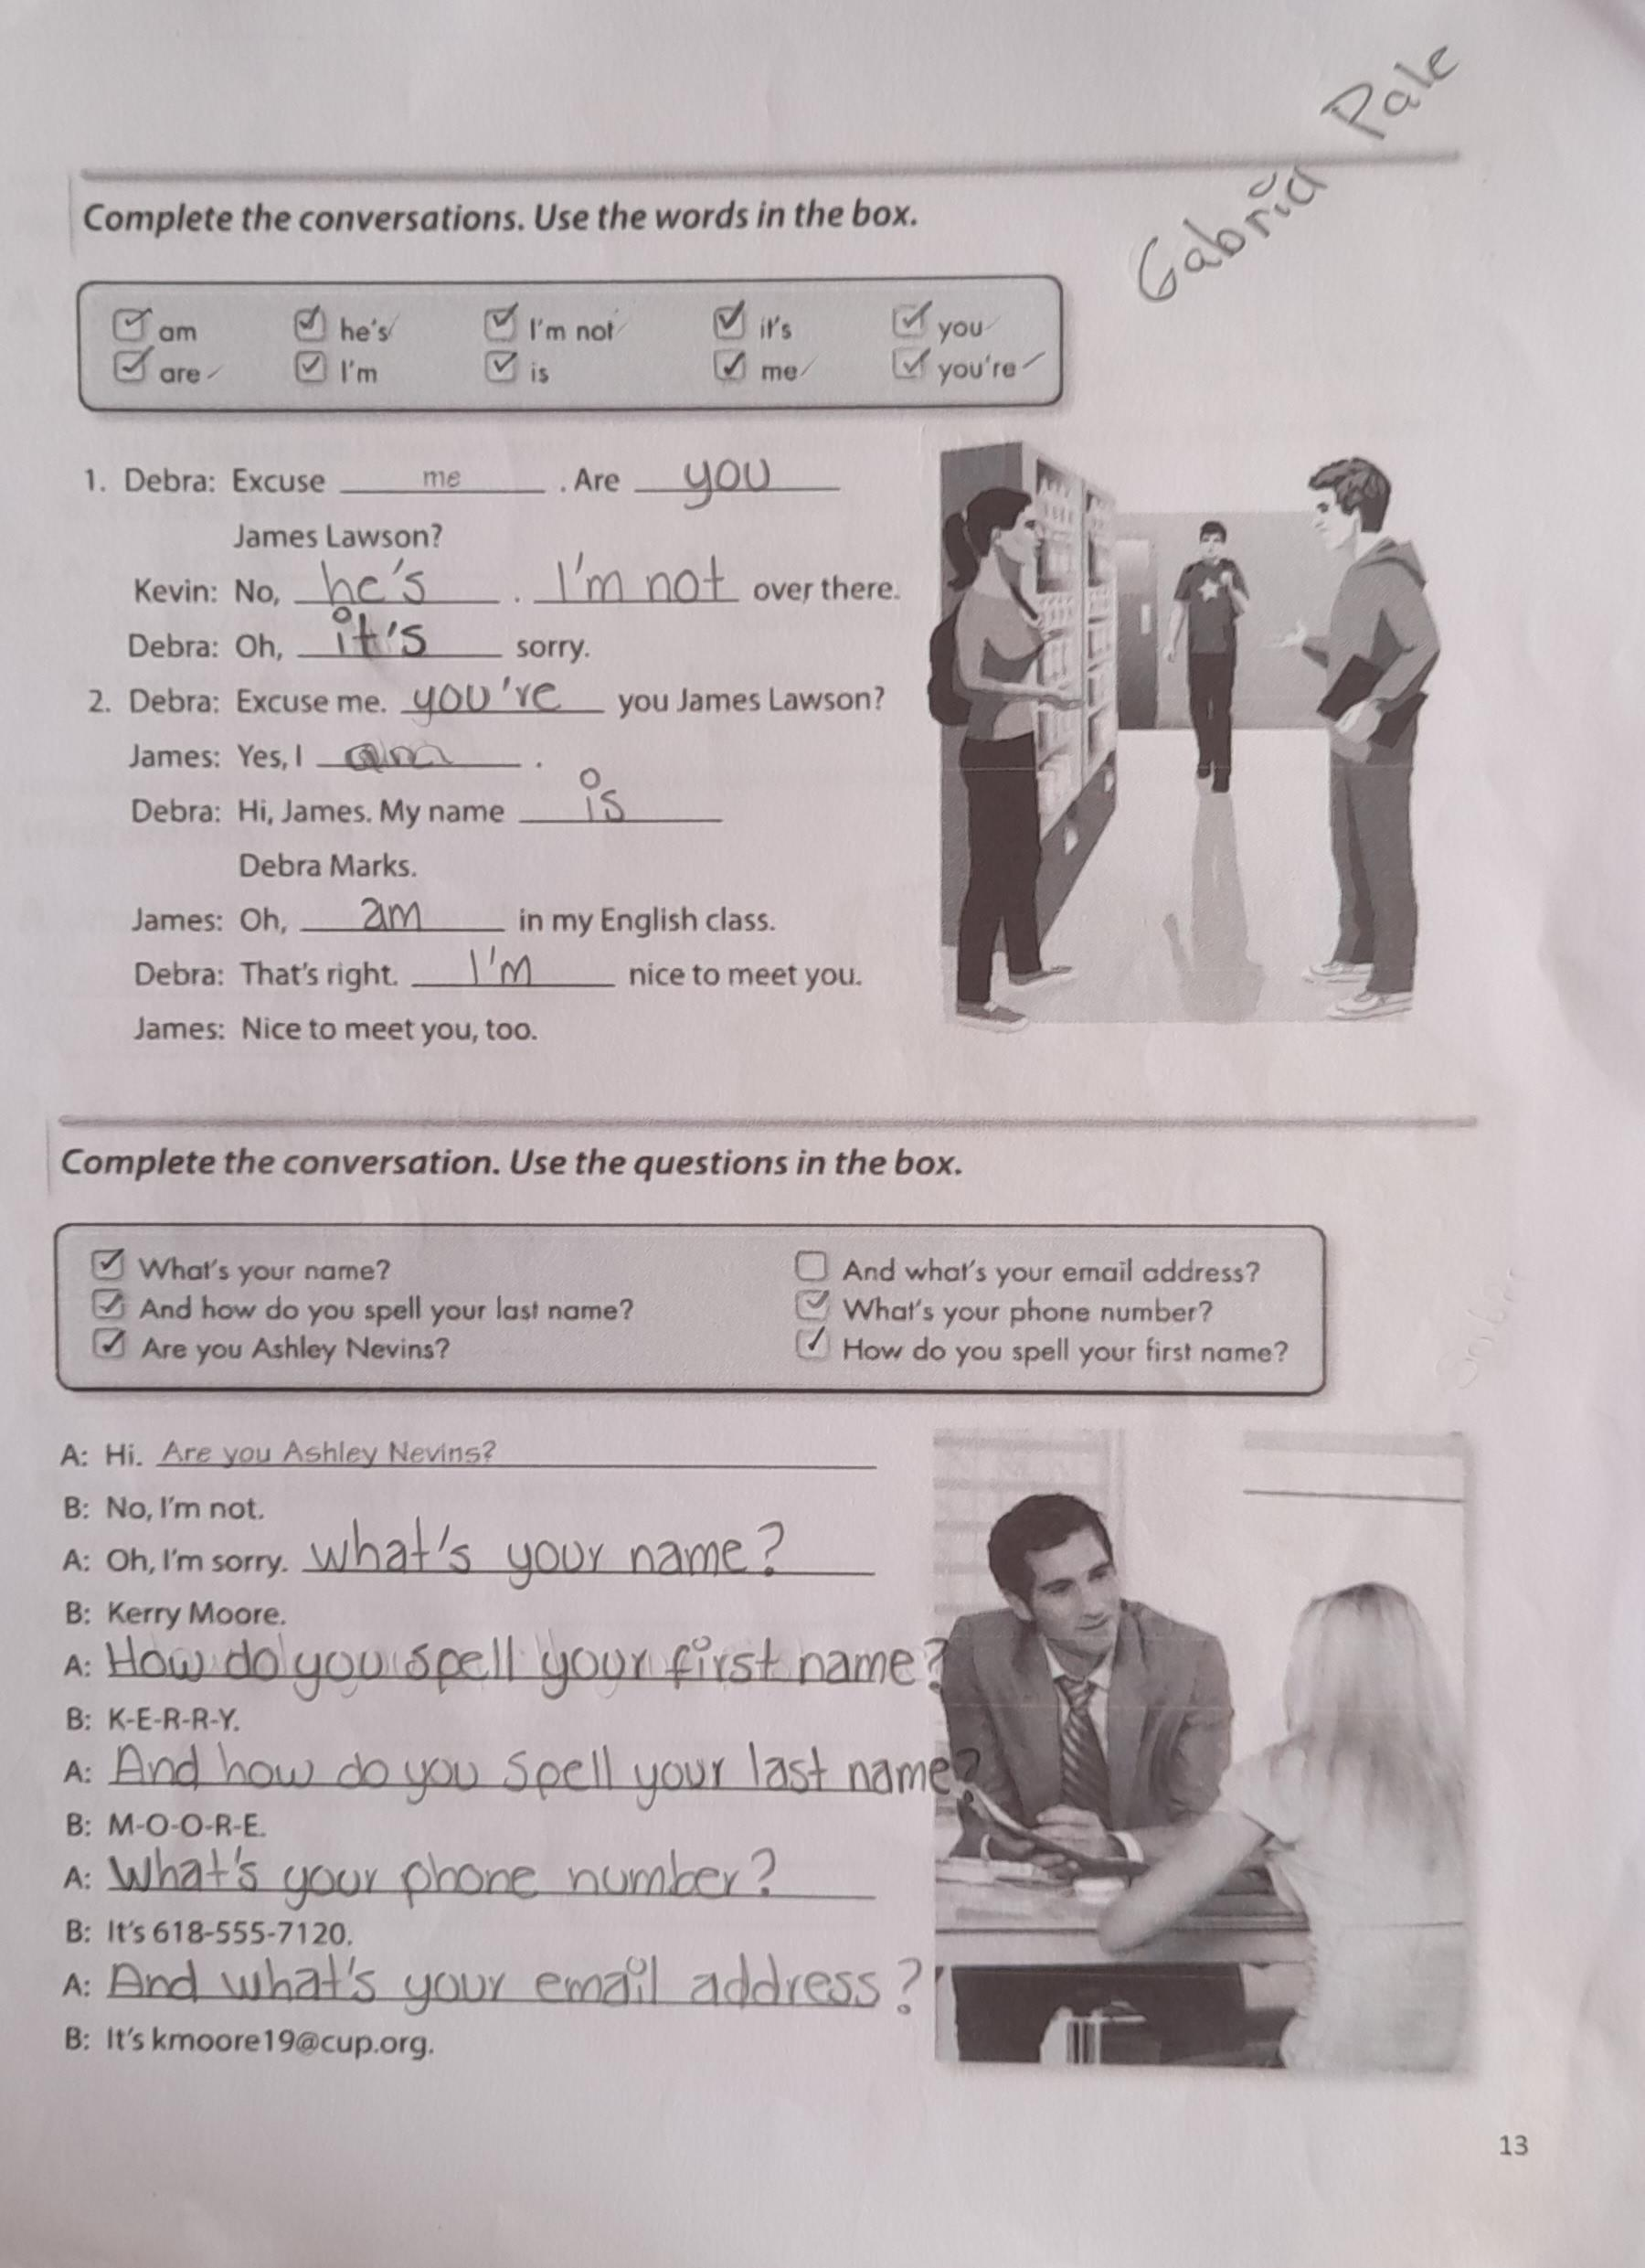 Gabriel Pale
Complete the conversations. Use the words in the box.
am he's I'm not it's you
are I'm is me you're
1. Debra: Excuse me . Are you
James Lawson?
Kevin: No, he's . I'm not over there.
Debra: Oh, it's sorry.
2. Debra: Excuse me. you're you James Lawson?
James: Yes, I am .
Debra: Hi, James. My name is
Debra Marks.
James: Oh, am in my English class.
Debra: That's right. I'm nice to meet you.
James: Nice to meet you, too.
Complete the conversation. Use the questions in the box.
What's your name? And what's your email address?
And how do you spell your last name? What's your phone number?
Are you Ashley Nevins? How do you spell your first name?
A: Hi. Are you Ashley Nevins?
B: No, I'm not.
A: Oh, I'm sorry. what's your name?
B: Kerry Moore.
A: How do you spell your first name?
B: K-E-R-R-Y.
A: And how do you spell your last name?
B: M-O-O-R-E.
A: What's your phone number?
B: It's 618-555-7120.
A: And what's your email address?
B: It's kmoore19@cup.org.
13